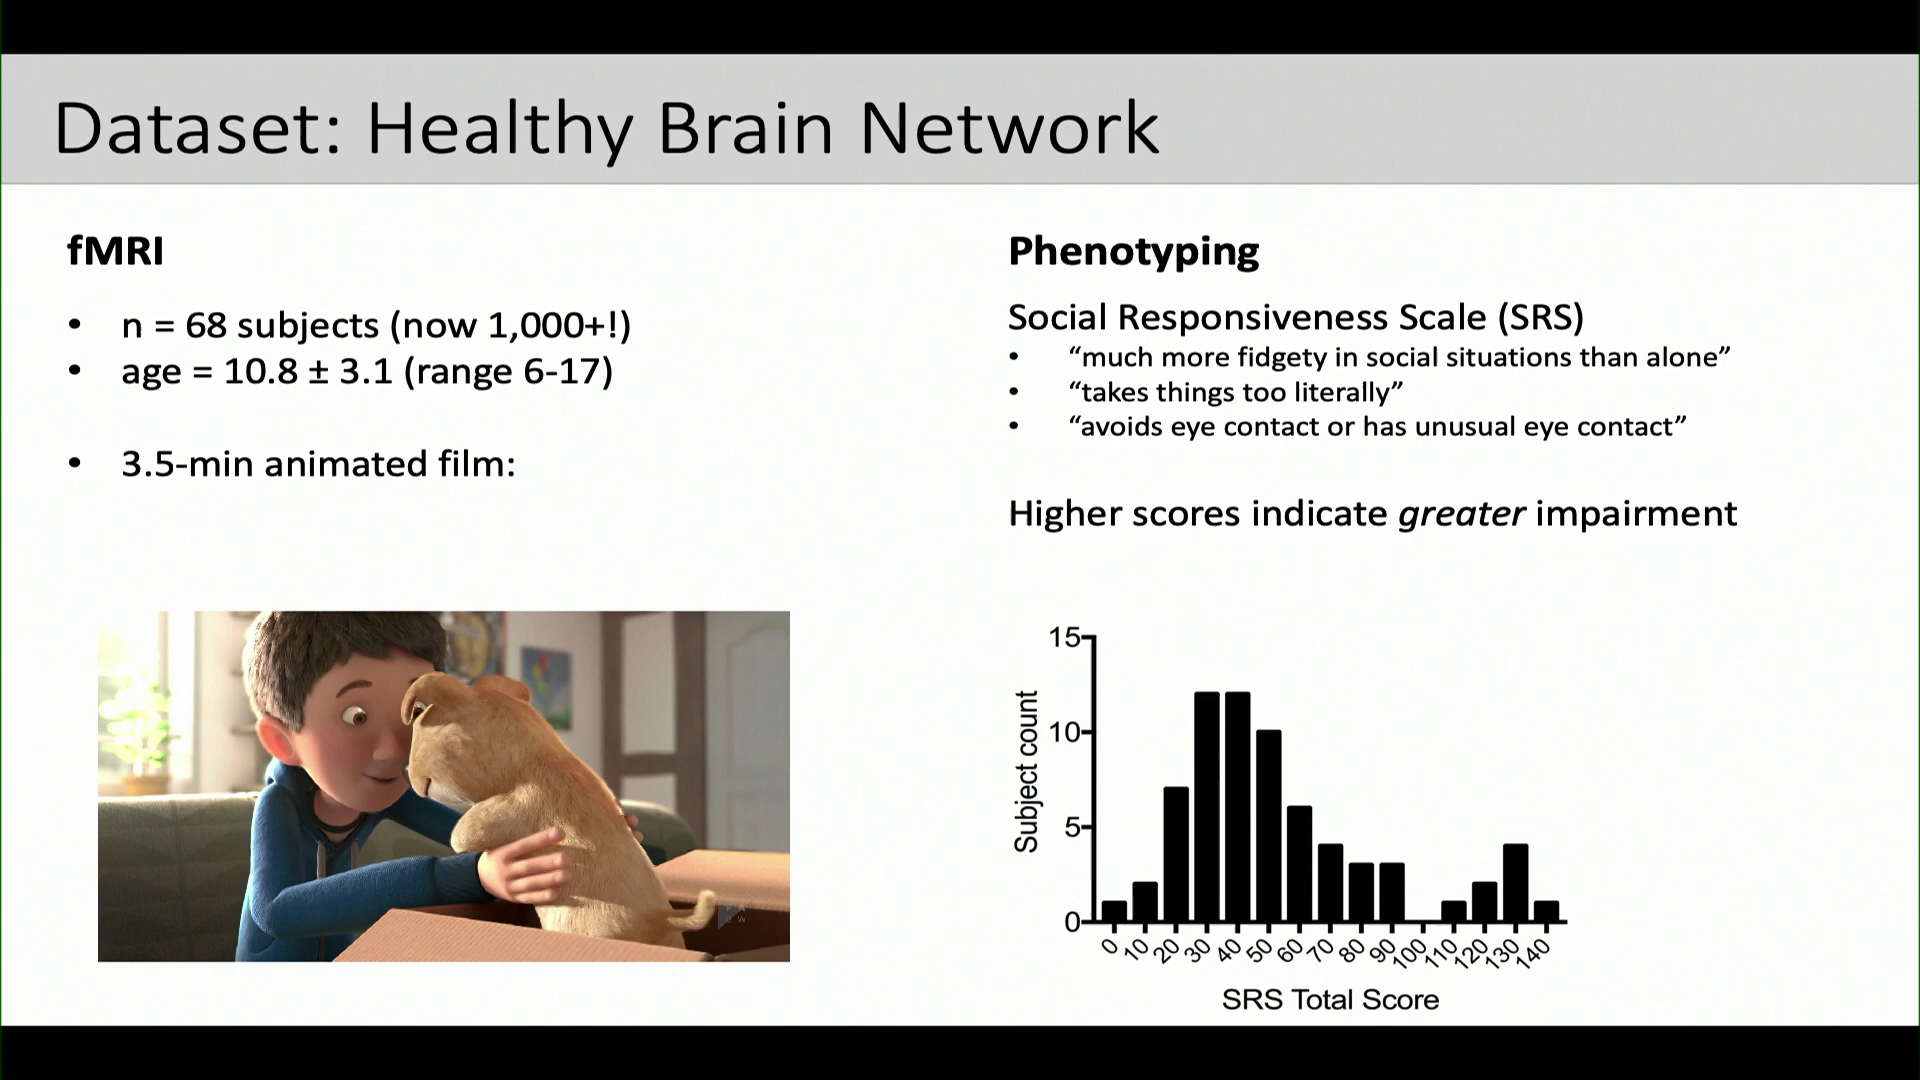 Dataset: Healthy Brain Network
fMRI
• n = 68 subjects (now 1,000+!)
• age = 10.8 ± 3.1 (range 6-17)
• 3.5-min animated film:
Phenotyping
Social Responsiveness Scale (SRS)
• “much more fidgety in social situations than alone”
• “takes things too literally”
• “avoids eye contact or has unusual eye contact”
Higher scores indicate greater impairment
Subject count
15
10
5
0
0 10 20 30 40 50 60 70 80 90 100 110 120 130 140
SRS Total Score